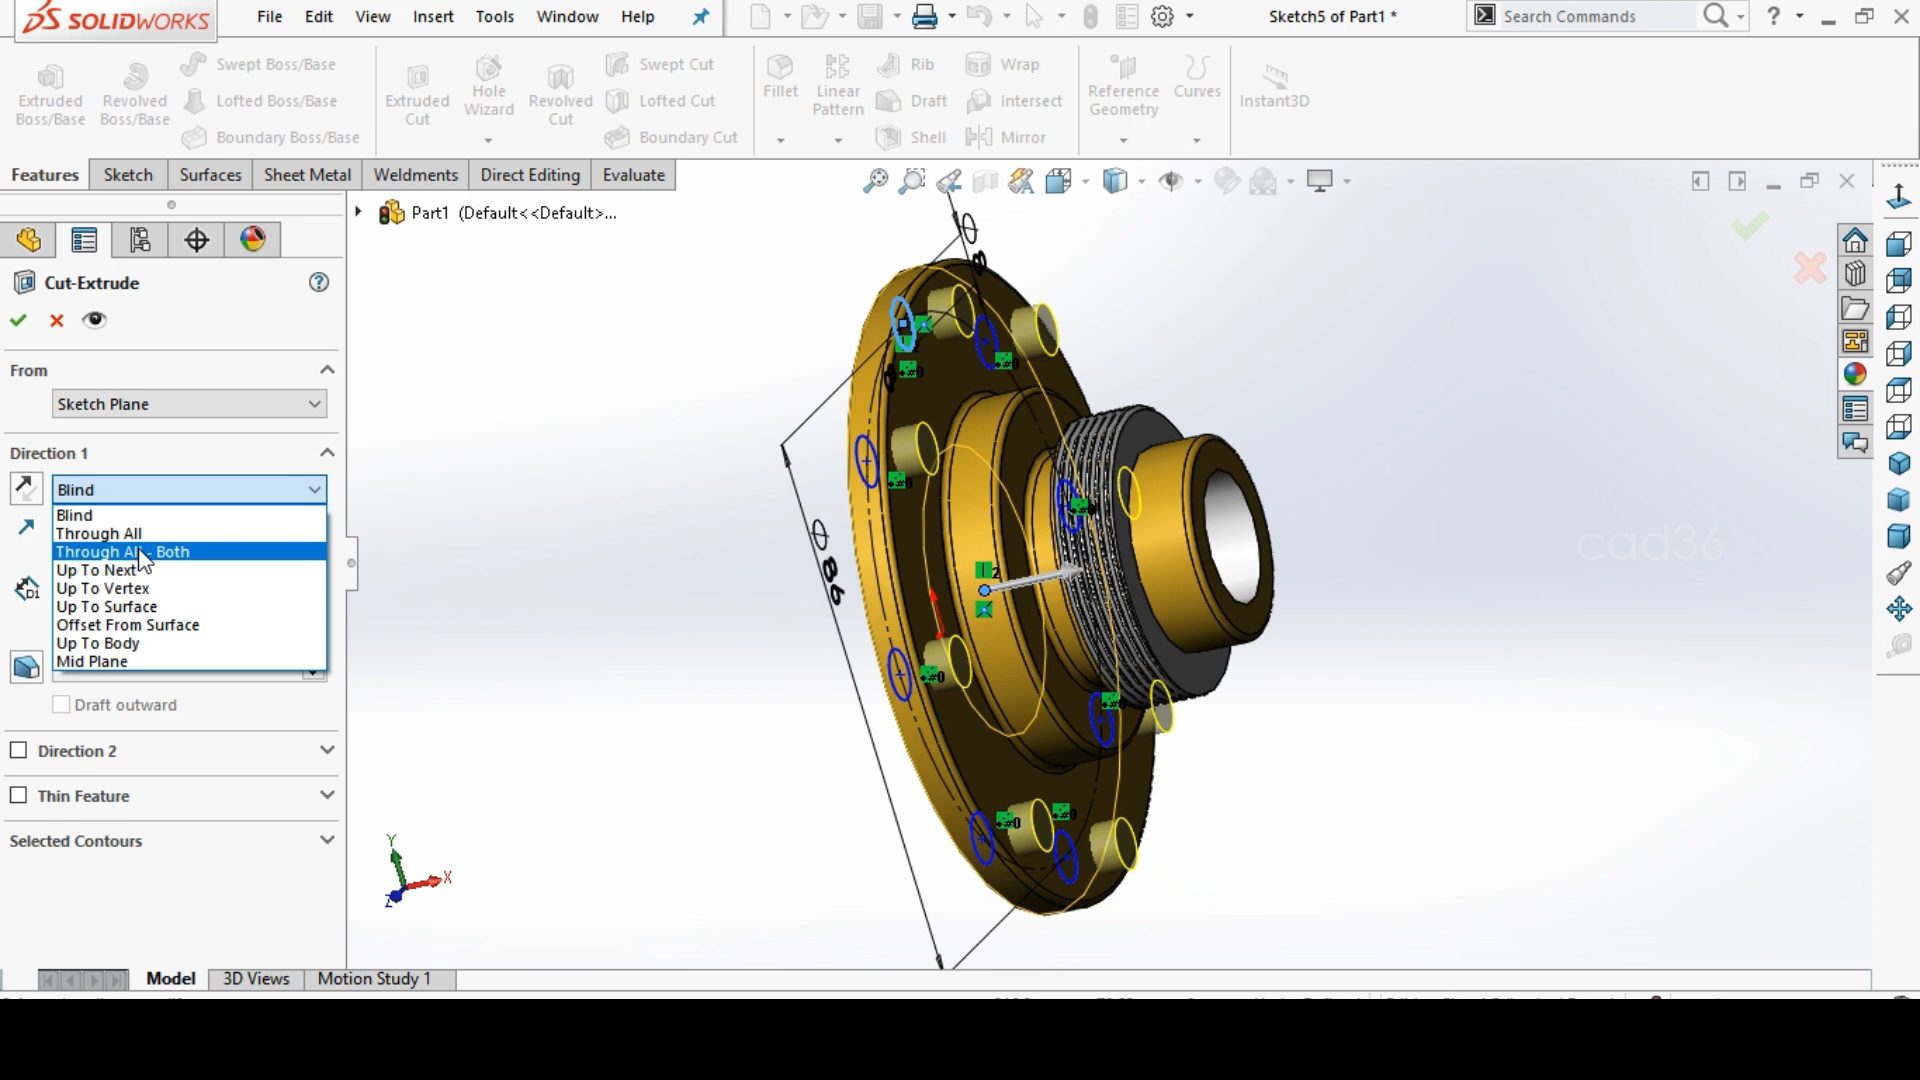 SOLIDWORKS
File Edit View Insert Tools Window Help
Sketch5 of Part1 *
Search Commands
?
Extruded Boss/Base
Revolved Boss/Base
Swept Boss/Base
Lofted Boss/Base
Boundary Boss/Base
Extruded Cut
Hole Wizard
Revolved Cut
Swept Cut
Lofted Cut
Boundary Cut
Fillet
Linear Pattern
Rib
Draft
Shell
Wrap
Intersect
Mirror
Reference Geometry
Curves
Instant3D
Features Sketch Surfaces Sheet Metal Weldments Direct Editing Evaluate
Part1 (Default<<Default>...
Cut-Extrude
From
Sketch Plane
Direction 1
Blind
Blind
Through All
Through All - Both
Up To Next
Up To Vertex
Up To Surface
Offset From Surface
Up To Body
Mid Plane
Draft outward
Direction 2
Thin Feature
Selected Contours
Ø 8
Ø86
cad36
Y
X
Z
Model 3D Views Motion Study 1